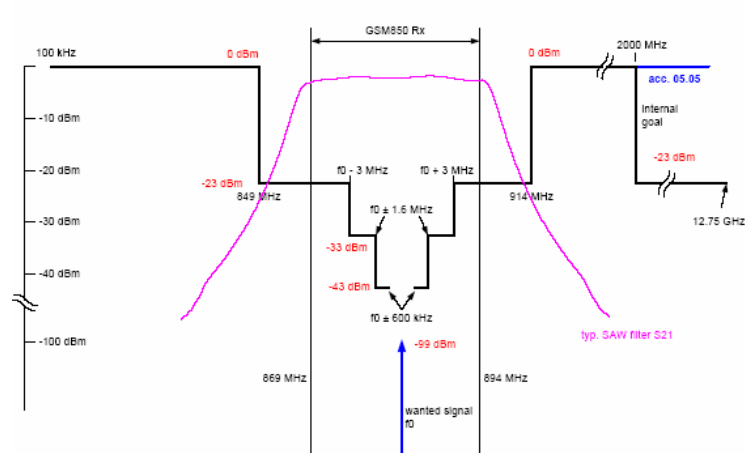 GSM850 Rx
100 kHz
0 dBm
0 dBm
2000 MHz
acc. 05.05
Internal
goal
-10 dBm
-20 dBm
-23 dBm
f0 - 3 MHz
f0 + 3 MHz
-23 dBm
849 MHz
914 MHz
f0 ± 1.6 MHz
12.75 GHz
-30 dBm
-33 dBm
-40 dBm
-43 dBm
f0 ± 600 kHz
-100 dBm
-99 dBm
typ. SAW filter S21
869 MHz
894 MHz
wanted signal
f0